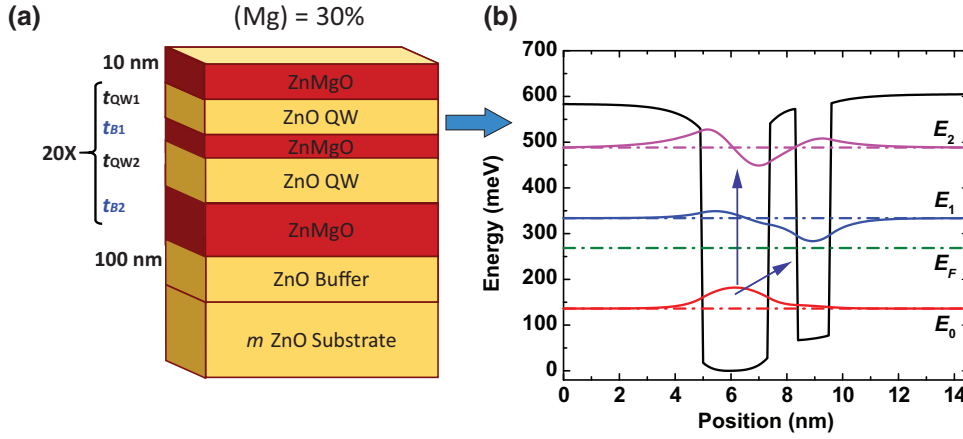 (a)
(Mg) = 30%
10 nm
ZnMgO
tQW1
ZnO QW
tB1
ZnMgO
20X
tQW2
ZnO QW
tB2
ZnMgO
100 nm
ZnO Buffer
m ZnO Substrate
(b)
700
600
500
400
300
200
100
0
Energy (meV)
E2
E1
EF
E0
0 2 4 6 8 10 12 14
Position (nm)